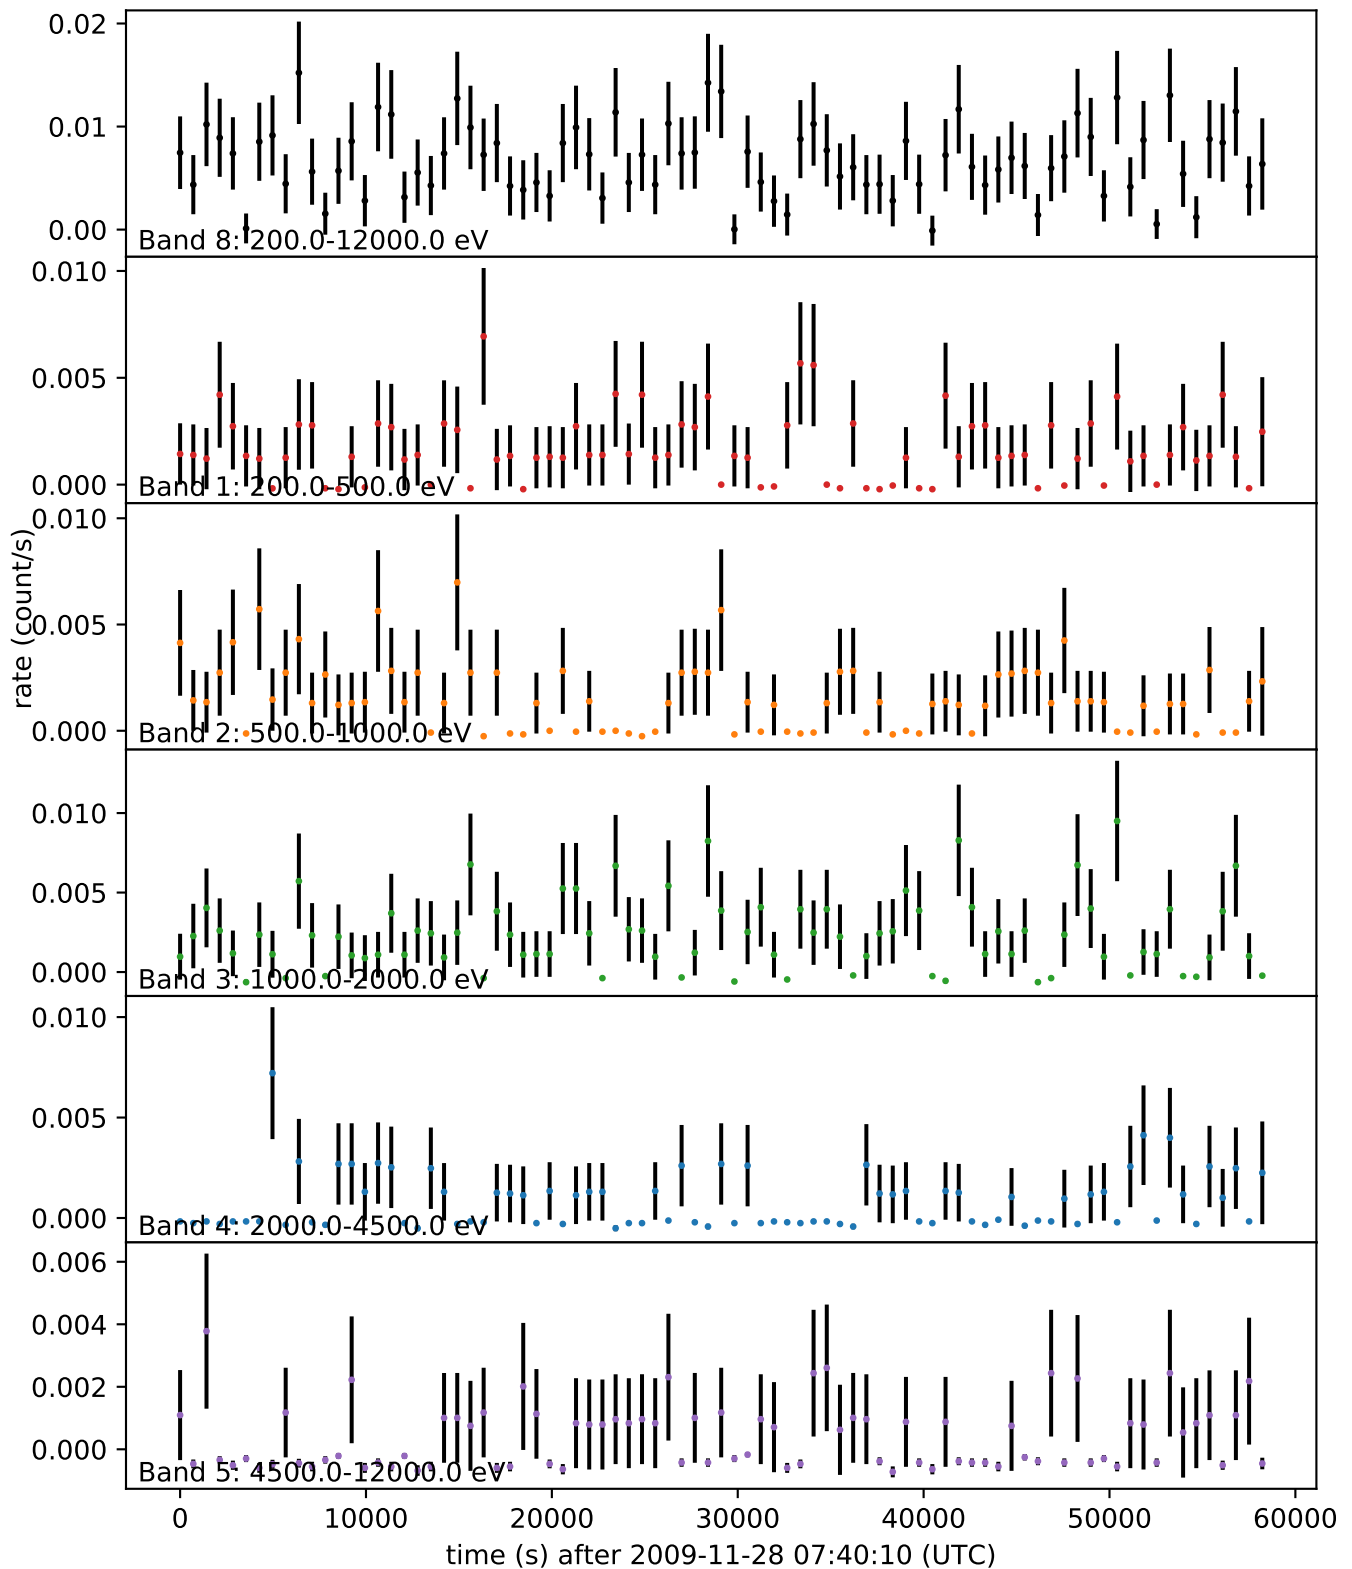 0.02
0.01
0.00
Band 8: 200.0-12000.0 eV
0.010
0.005
0.000
Band 1: 200.0-500.0 eV
rate (count/s)
0.010
0.005
0.000
Band 2: 500.0-1000.0 eV
0.010
0.005
0.000
Band 3: 1000.0-2000.0 eV
0.010
0.005
0.000
Band 4: 2000.0-4500.0 eV
0.006
0.004
0.002
0.000
Band 5: 4500.0-12000.0 eV
0 10000 20000 30000 40000 50000 60000
time (s) after 2009-11-28 07:40:10 (UTC)